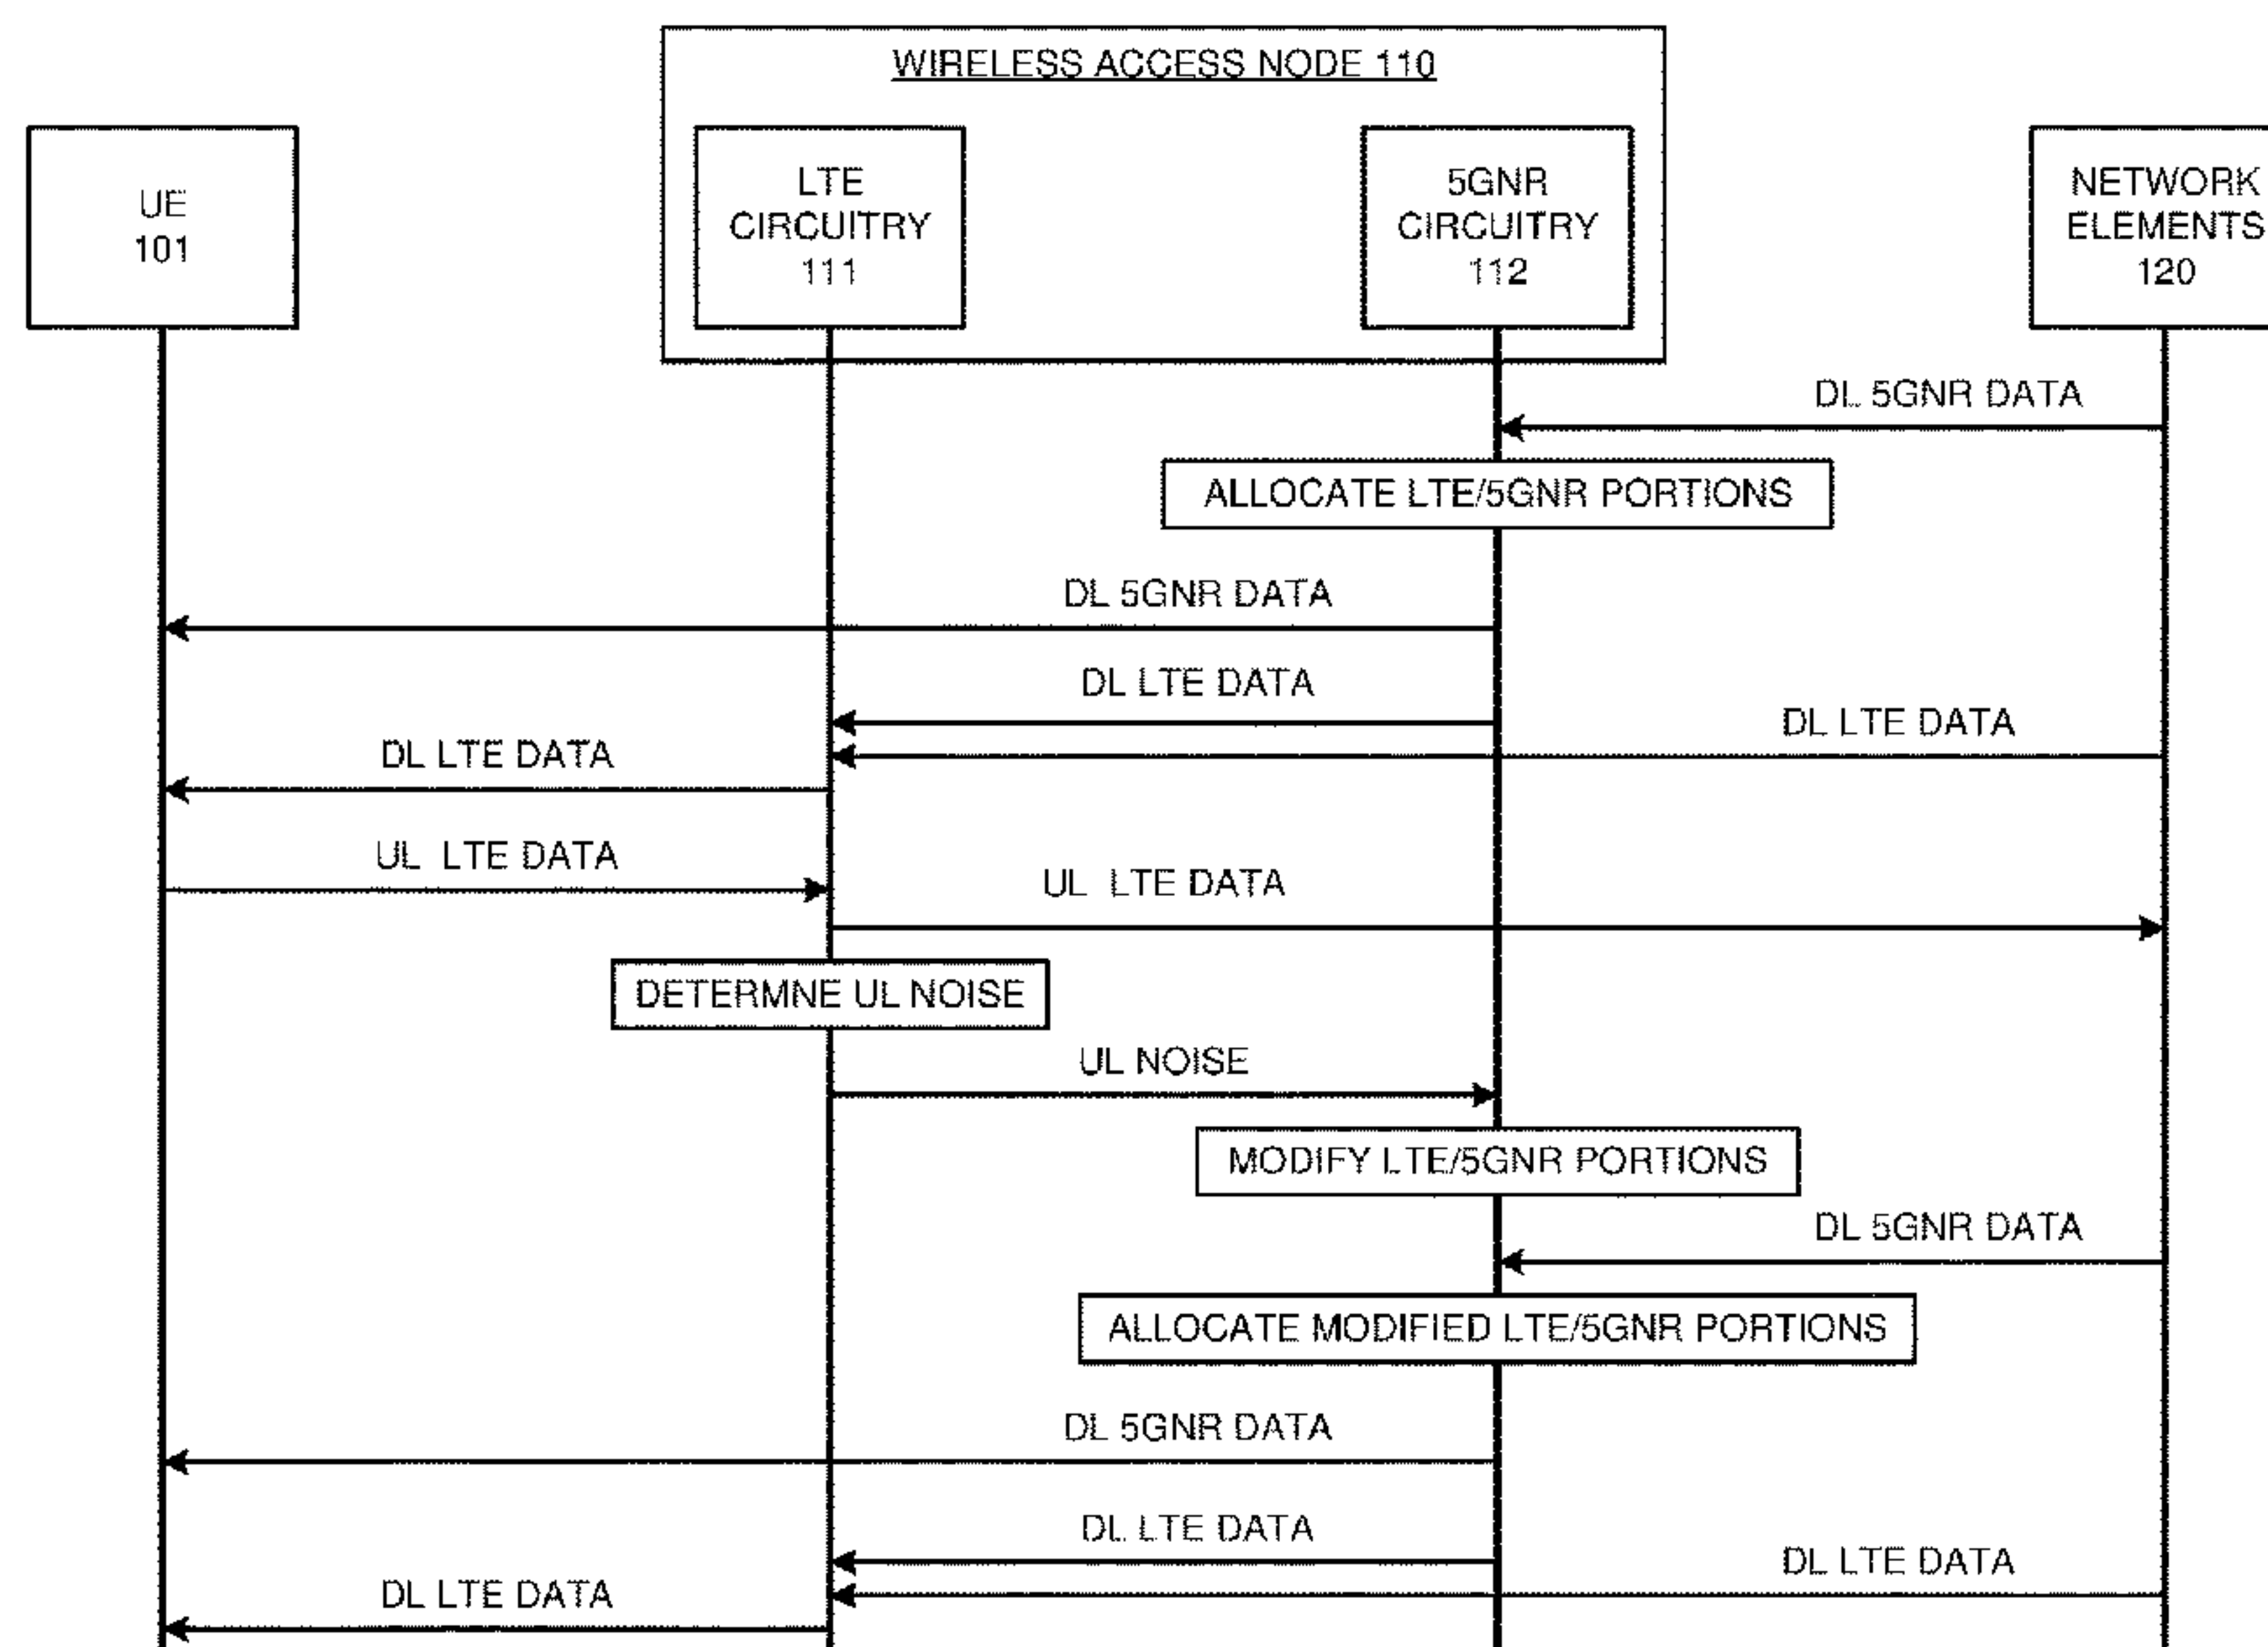 WIRELESS ACCESS NODE 110
UE
101
LTE
CIRCUITRY
111
5GNR
CIRCUITRY
112
NETWORK
ELEMENTS
120
DL 5GNR DATA
ALLOCATE LTE/5GNR PORTIONS
DL 5GNR DATA
DL LTE DATA
DL LTE DATA
DL LTE DATA
UL LTE DATA
UL LTE DATA
DETERMNE UL NOISE
UL NOISE
MODIFY LTE/5GNR PORTIONS
DL 5GNR DATA
ALLOCATE MODIFIED LTE/5GNR PORTIONS
DL 5GNR DATA
DL LTE DATA
DL LTE DATA
DL LTE DATA